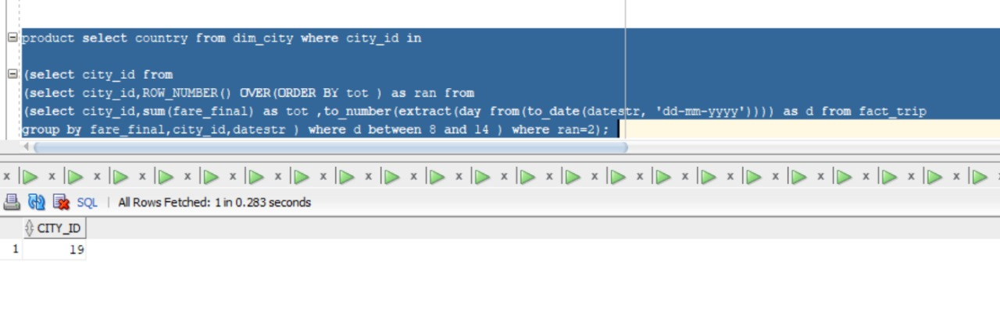 product select country from dim_city where city_id in
(select city_id from
(select city_id,ROW_NUMBER() OVER(ORDER BY tot ) as ran from
(select city_id,sum(fare_final) as tot ,to_number(extract(day from(to_date(datestr, 'dd-mm-yyyy')))) as d from fact_trip
group by fare_final,city_id,datestr ) where d between 8 and 14 ) where ran=2);
SQL | All Rows Fetched: 1 in 0.283 seconds
CITY_ID
1 19